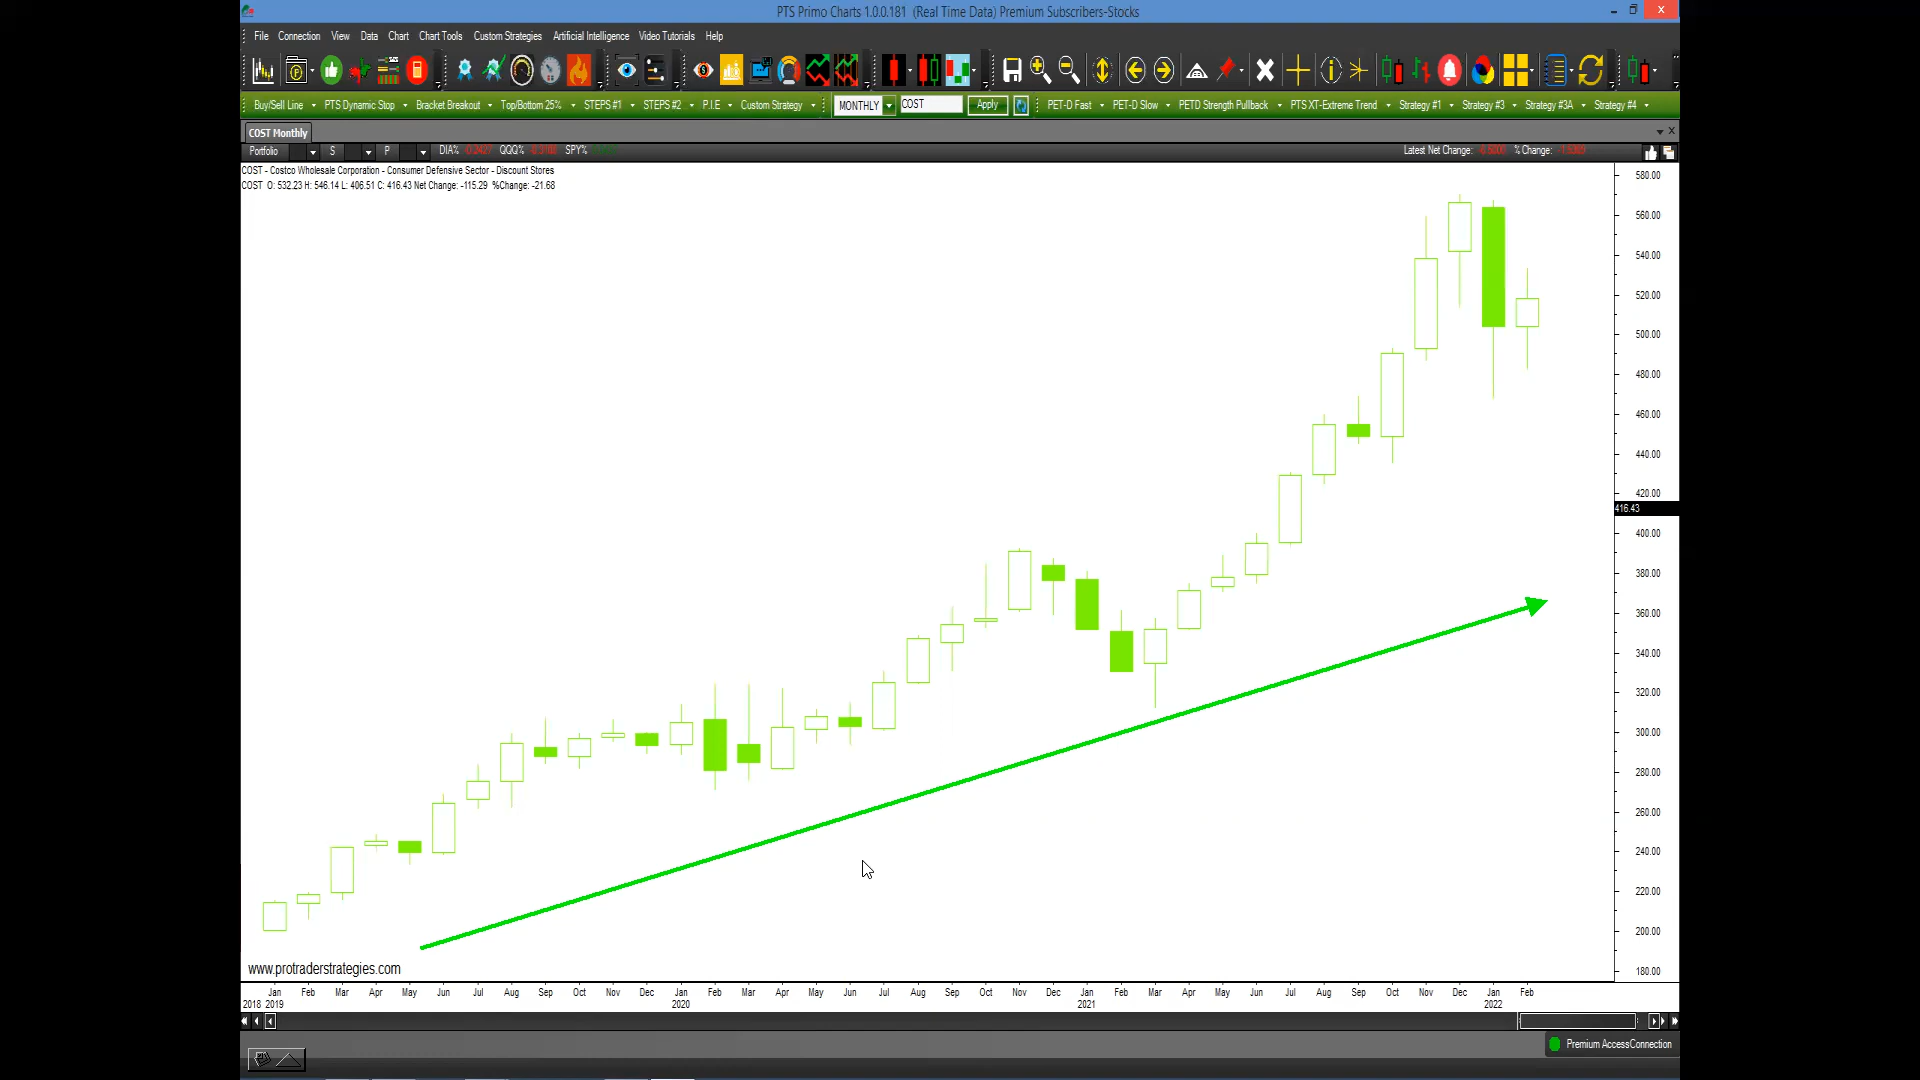 PTS Primo Charts 1.0.0.181 (Real Time Data) Premium Subscribers-Stocks
File Connection View Data Chart Chart Tools Custom Strategies Artificial Intelligence Video Tutorials Help
Buy/Sell Line PTS Dynamic Stop Bracket Breakout Top/Bottom 25% STEPS #1 STEPS #2 P.I.E Custom Strategy MONTHLY COST Apply PET-D Fast PET-D Slow PETD Strength Pullback PTS XT-Extreme Trend Strategy #1 Strategy #3 Strategy #3A Strategy #4
COST Monthly
Portfolio S P DIA% QQQ% SPY% Latest Net Change: % Change:
COST - Costco Wholesale Corporation - Consumer Defensive Sector - Discount Stores
COST O: 532.23 H: 546.14 L: 406.51 C: 416.43 Net Change: -115.29 %Change: -21.68
580.00
560.00
540.00
520.00
500.00
480.00
460.00
440.00
420.00
416.43
400.00
380.00
360.00
340.00
320.00
300.00
280.00
260.00
240.00
220.00
200.00
180.00
www.protraderstrategies.com
Jan Feb Mar Apr May Jun Jul Aug Sep Oct Nov Dec Jan Feb Mar Apr May Jun Jul Aug Sep Oct Nov Dec Jan Feb Mar Apr May Jun Jul Aug Sep Oct Nov Dec Jan Feb
2018 2019 2020 2021 2022
Premium AccessConnection